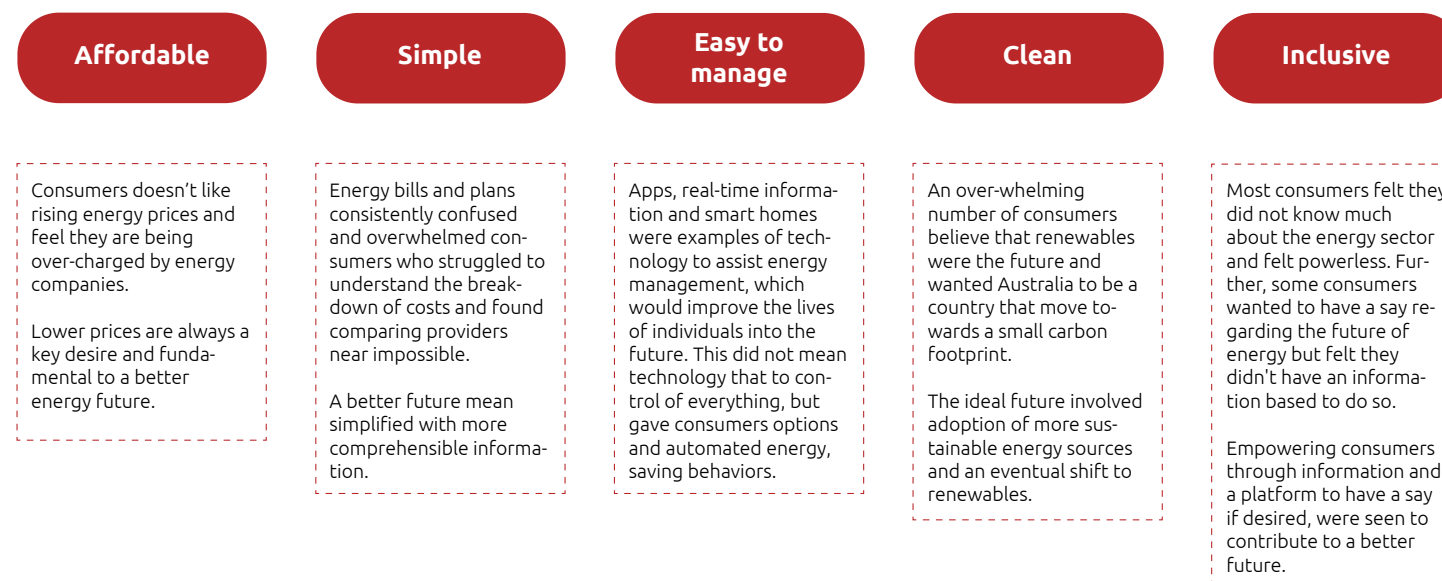 Affordable
Simple
Easy to
manage
Clean
Inclusive
Consumers doesn’t like
rising energy prices and
feel they are being
over-charged by energy
companies.
Lower prices are always a
key desire and funda-
mental to a better
energy future.
Energy bills and plans
consistently confused
and overwhelmed con-
sumers who struggled to
understand the break-
down of costs and found
comparing providers
near impossible.
A better future mean
simplified with more
comprehensible informa-
tion.
Apps, real-time informa-
tion and smart homes
were examples of tech-
nology to assist energy
management, which
would improve the lives
of individuals into the
future. This did not mean
technology that to con-
trol of everything, but
gave consumers options
and automated energy,
saving behaviors.
An over-whelming
number of consumers
believe that renewables
were the future and
wanted Australia to be a
country that move to-
wards a small carbon
footprint.
The ideal future involved
adoption of more sus-
tainable energy sources
and an eventual shift to
renewables.
Most consumers felt they
did not know much
about the energy sector
and felt powerless. Fur-
ther, some consumers
wanted to have a say re-
garding the future of
energy but felt they
didn't have an informa-
tion based to do so.
Empowering consumers
through information and
a platform to have a say
if desired, were seen to
contribute to a better
future.